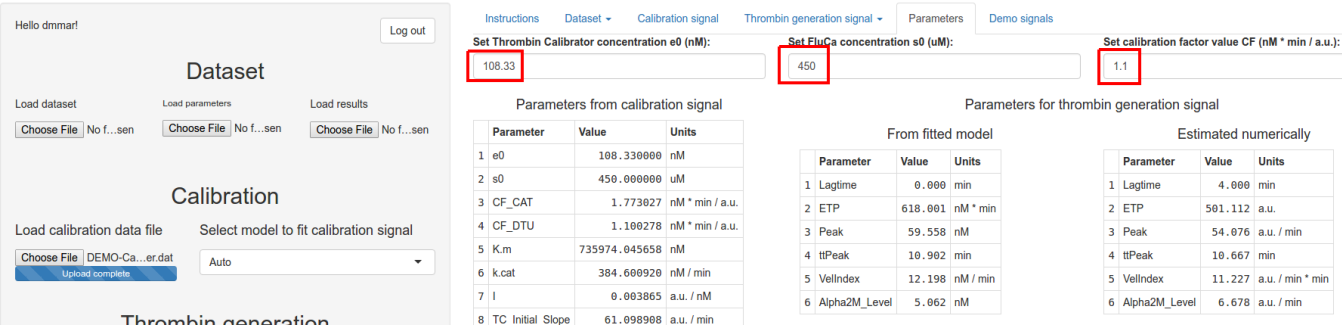 Hello dmmar!
Log out
Dataset
Load dataset Load parameters Load results
Choose File No f...sen Choose File No f...sen Choose File No f...sen
Calibration
Load calibration data file Select model to fit calibration signal
Choose File DEMO-Ca...er.dat Auto
Upload complete
Thrombin generation
Instructions Dataset Calibration signal Thrombin generation signal Parameters Demo signals
Set Thrombin Calibrator concentration e0 (nM): Set FluCa concentration s0 (uM): Set calibration factor value CF (nM * min / a.u.):
108.33 450 1.1
Parameters from calibration signal
Parameter Value Units
1 e0 108.330000 nM
2 s0 450.000000 uM
3 CF_CAT 1.773027 nM * min / a.u.
4 CF_DTU 1.100278 nM * min / a.u.
5 K.m 735974.045658 nM
6 k.cat 384.600920 nM / min
7 I 0.003865 a.u. / nM
8 TC_Initial_Slope 61.098908 a.u. / min
Parameters for thrombin generation signal
From fitted model
Parameter Value Units
1 Lagtime 0.000 min
2 ETP 618.001 nM * min
3 Peak 59.558 nM
4 ttPeak 10.902 min
5 VelIndex 12.198 nM / min
6 Alpha2M_Level 5.062 nM
Estimated numerically
Parameter Value Units
1 Lagtime 4.000 min
2 ETP 501.112 a.u.
3 Peak 54.076 a.u. / min
4 ttPeak 10.667 min
5 VelIndex 11.227 a.u. / min * min
6 Alpha2M_Level 6.678 a.u. / min